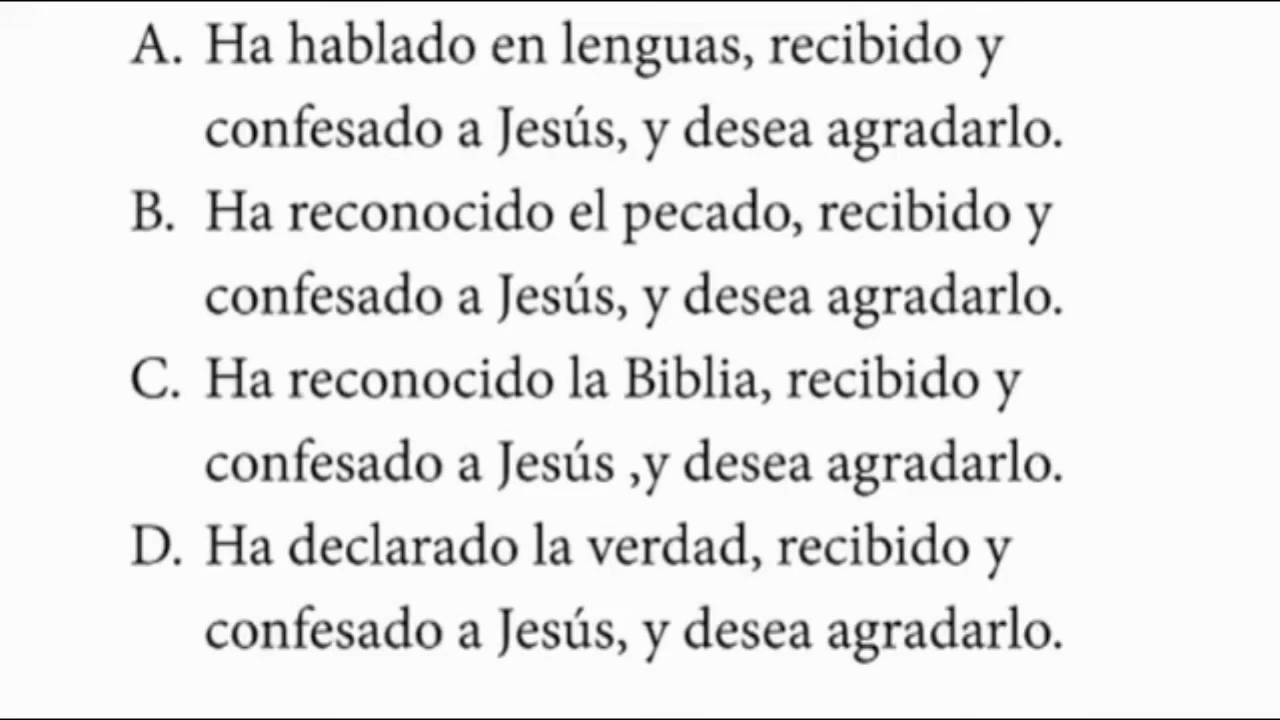 A. Ha hablado en lenguas, recibido y
confesado a Jesús, y desea agradarlo.
B. Ha reconocido el pecado, recibido y
confesado a Jesús, y desea agradarlo.
C. Ha reconocido la Biblia, recibido y
confesado a Jesús ,y desea agradarlo.
D. Ha declarado la verdad, recibido y
confesado a Jesús, y desea agradarlo.